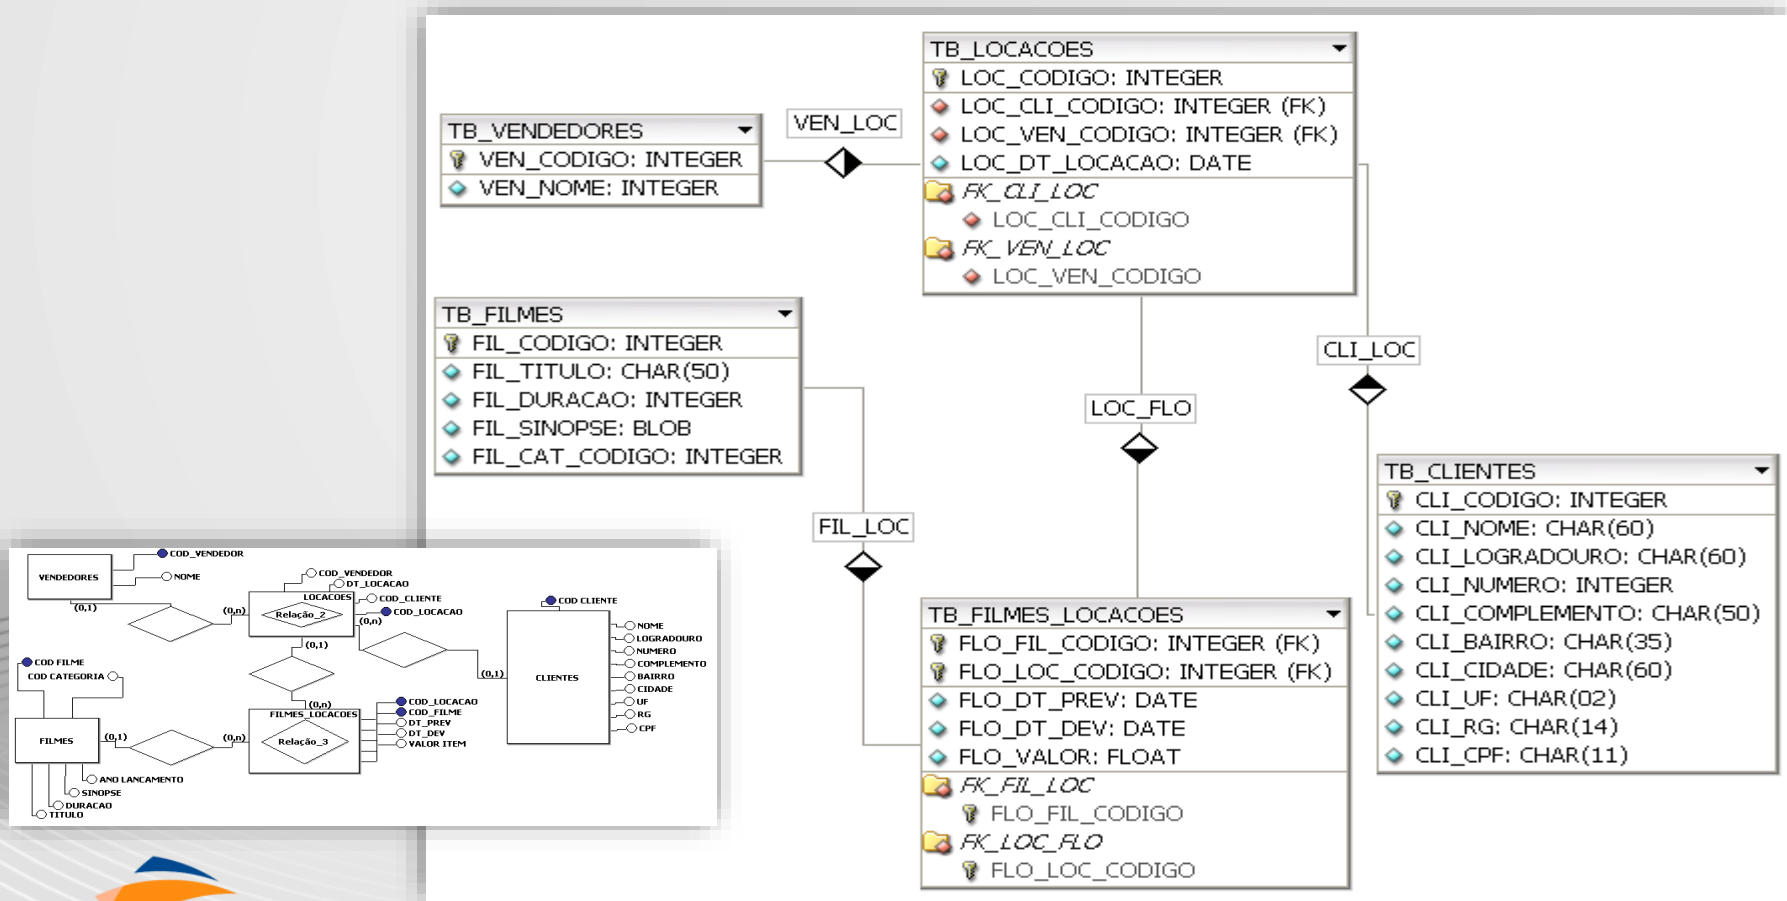 TB_LOCACOES
LOC_CODIGO: INTEGER
LOC_CLI_CODIGO: INTEGER (FK)
LOC_VEN_CODIGO: INTEGER (FK)
LOC_DT_LOCACAO: DATE
FK_CLI_LOC
LOC_CLI_CODIGO
FK_VEN_LOC
LOC_VEN_CODIGO
VEN_LOC
TB_VENDEDORES
VEN_CODIGO: INTEGER
VEN_NOME: INTEGER
TB_FILMES
FIL_CODIGO: INTEGER
FIL_TITULO: CHAR(50)
FIL_DURACAO: INTEGER
FIL_SINOPSE: BLOB
FIL_CAT_CODIGO: INTEGER
CLI_LOC
LOC_FLO
FIL_LOC
TB_CLIENTES
CLI_CODIGO: INTEGER
CLI_NOME: CHAR(60)
CLI_LOGRADOURO: CHAR(60)
CLI_NUMERO: INTEGER
CLI_COMPLEMENTO: CHAR(50)
CLI_BAIRRO: CHAR(35)
CLI_CIDADE: CHAR(60)
CLI_UF: CHAR(02)
CLI_RG: CHAR(14)
CLI_CPF: CHAR(11)
TB_FILMES_LOCACOES
FLO_FIL_CODIGO: INTEGER (FK)
FLO_LOC_CODIGO: INTEGER (FK)
FLO_DT_PREV: DATE
FLO_DT_DEV: DATE
FLO_VALOR: FLOAT
FK_FIL_LOC
FLO_FIL_CODIGO
FK_LOC_FLO
FLO_LOC_CODIGO
VENDEDORES
COD_VENDEDOR
NOME
(0,1)
(0,n)
COD_VENDEDOR
DT_LOCACAO
LOCACOES
COD_CLIENTE
COD_LOCACAO
Relação_2
(0,n)
(0,1)
(0,1)
COD CLIENTE
CLIENTES
NOME
LOGRADOURO
NUMERO
COMPLEMENTO
BAIRRO
CIDADE
UF
RG
CPF
COD FILME
COD CATEGORIA
FILMES
(0,1)
(0,n)
(0,n)
FILMES_LOCACOES
Relação_3
COD_LOCACAO
COD_FILME
DT_PREV
DT_DEV
VALOR ITEM
ANO LANCAMENTO
SINOPSE
DURACAO
TITULO